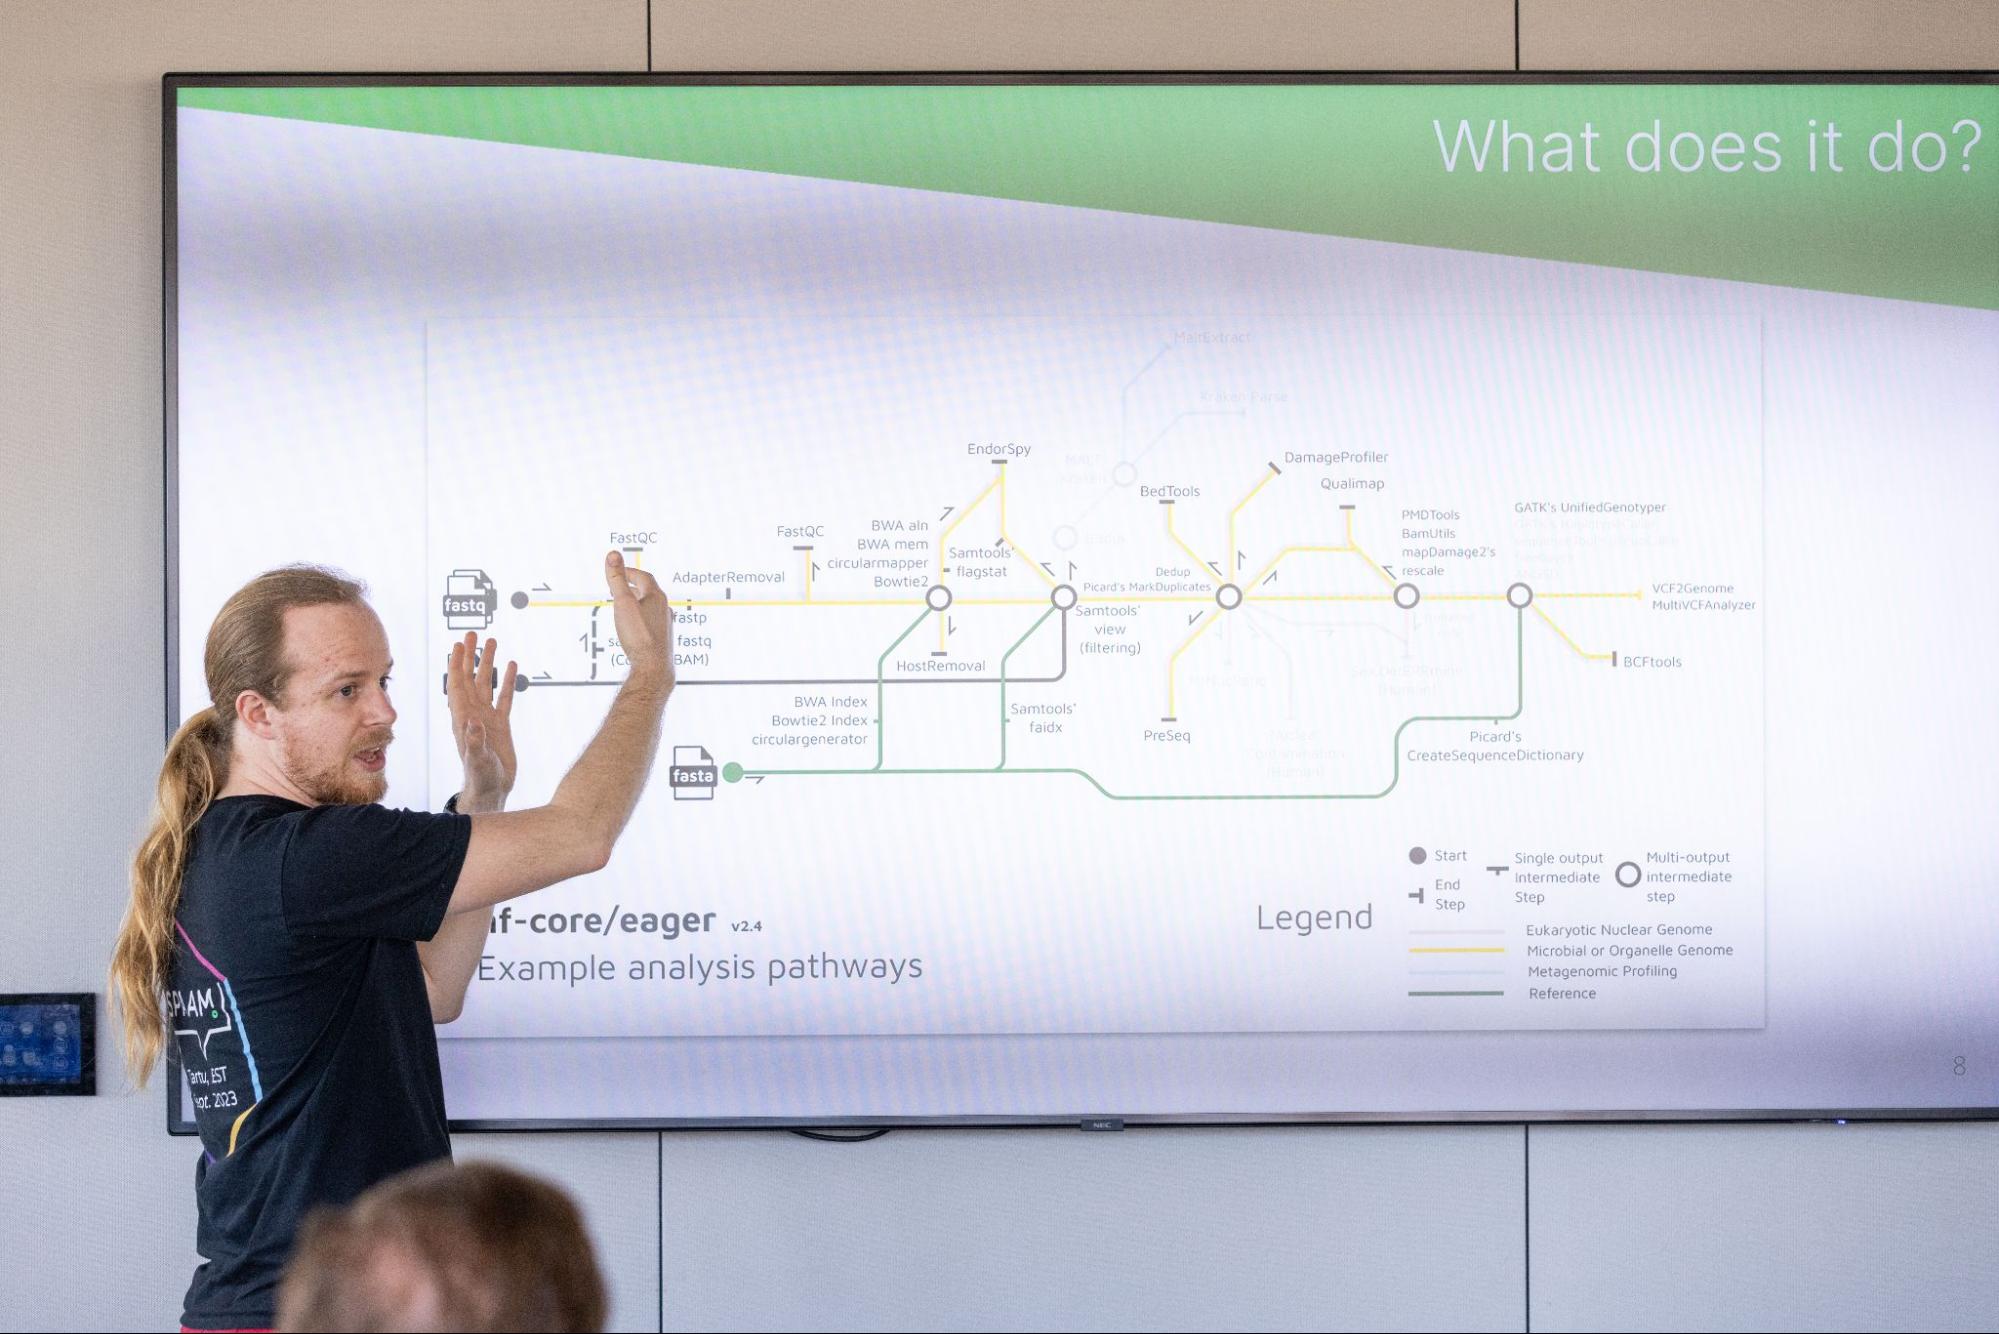 What does it do?
MaltExtract
Kraken Parse
EndorSpy
DamageProfiler
Qualimap
BedTools
FastQC
FastQC
BWA aln
BWA mem
circularmapper
Bowtie2
Samtools'
flagstat
PMDTools
BamUtils
mapDamage2's
rescale
GATK's UnifiedGenotyper
AdapterRemoval
Dedup
Picard's MarkDuplicates
fastq
fastp
fastq
BAM)
Samtools'
view
(filtering)
HostRemoval
VCF2Genome
MultiVCFAnalyzer
BCFtools
BWA Index
Bowtie2 Index
circulargenerator
Samtools'
faidx
PreSeq
Picard's
CreateSequenceDictionary
fasta
nf-core/eager v2.4
Example analysis pathways
Legend
Start
End
Step
Single output
Intermediate
Step
Multi-output
intermediate
step
Eukaryotic Nuclear Genome
Microbial or Organelle Genome
Metagenomic Profiling
Reference
8
NEC
SPAAM
Tartu, EST
Sept. 2023